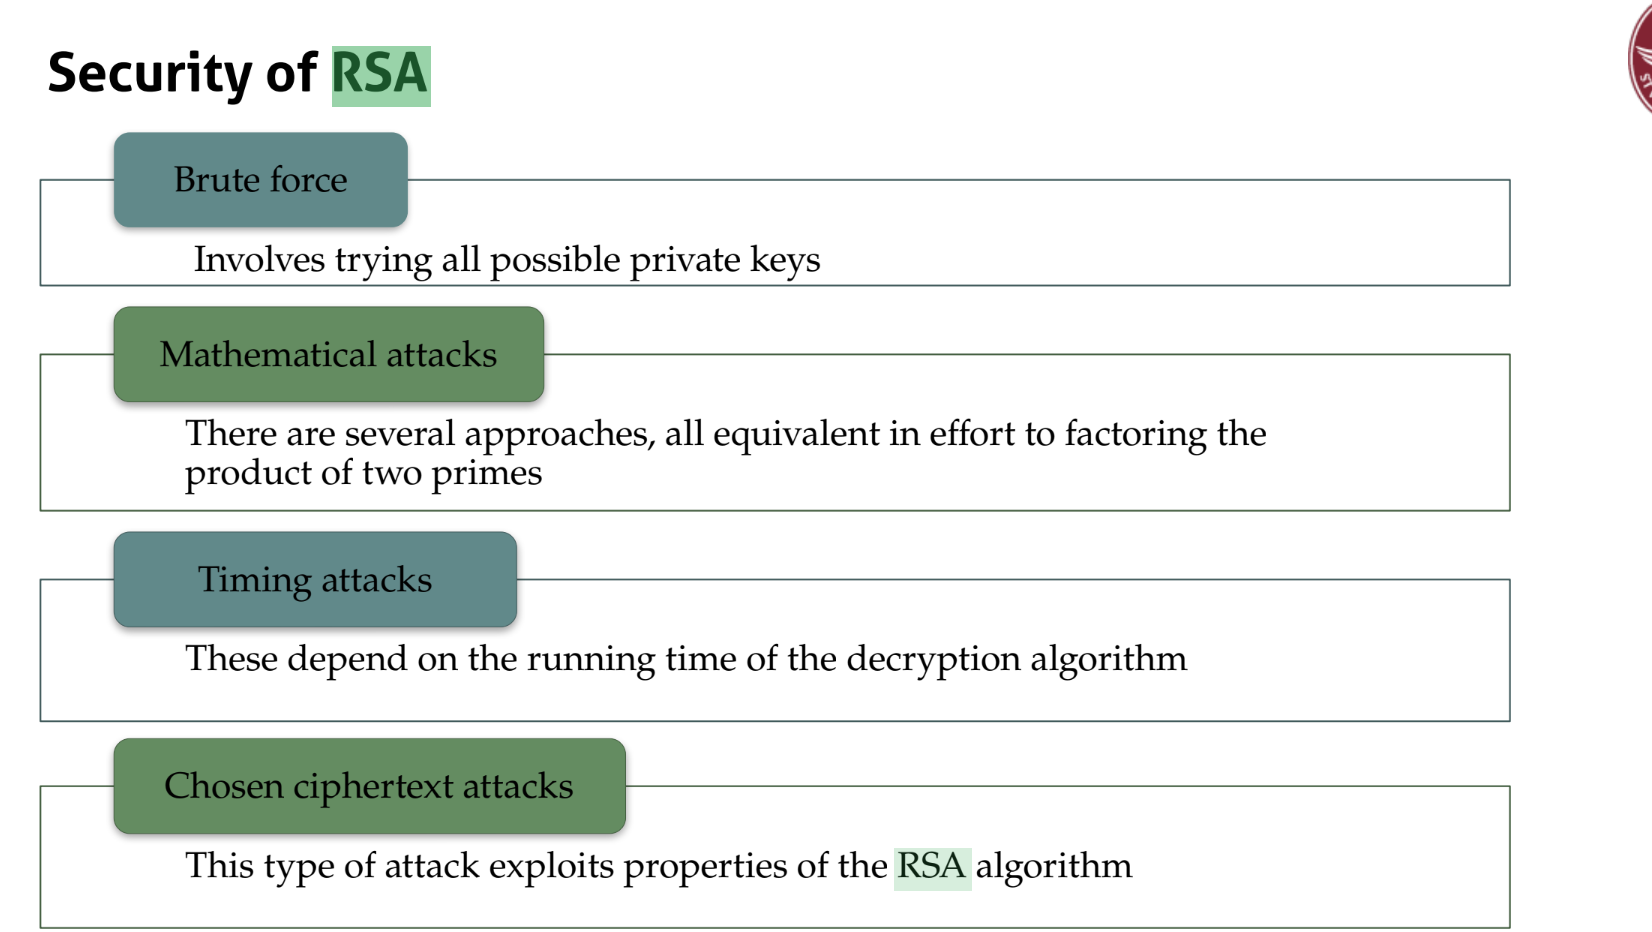 Security of RSA
Brute force
Involves trying all possible private keys
Mathematical attacks
There are several approaches, all equivalent in effort to factoring the
product of two primes
Timing attacks
These depend on the running time of the decryption algorithm
Chosen ciphertext attacks
This type of attack exploits properties of the RSA algorithm